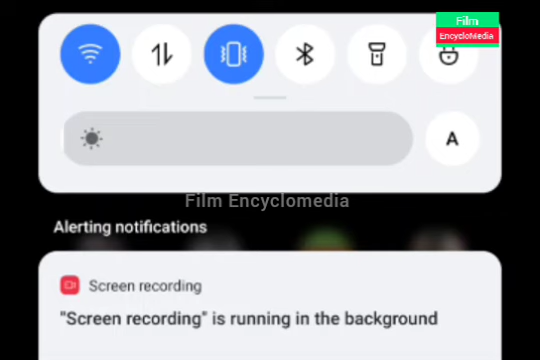 Film
EncycloMedia
A
Film Encyclomedia
Alerting notifications
Screen recording
"Screen recording" is running in the background